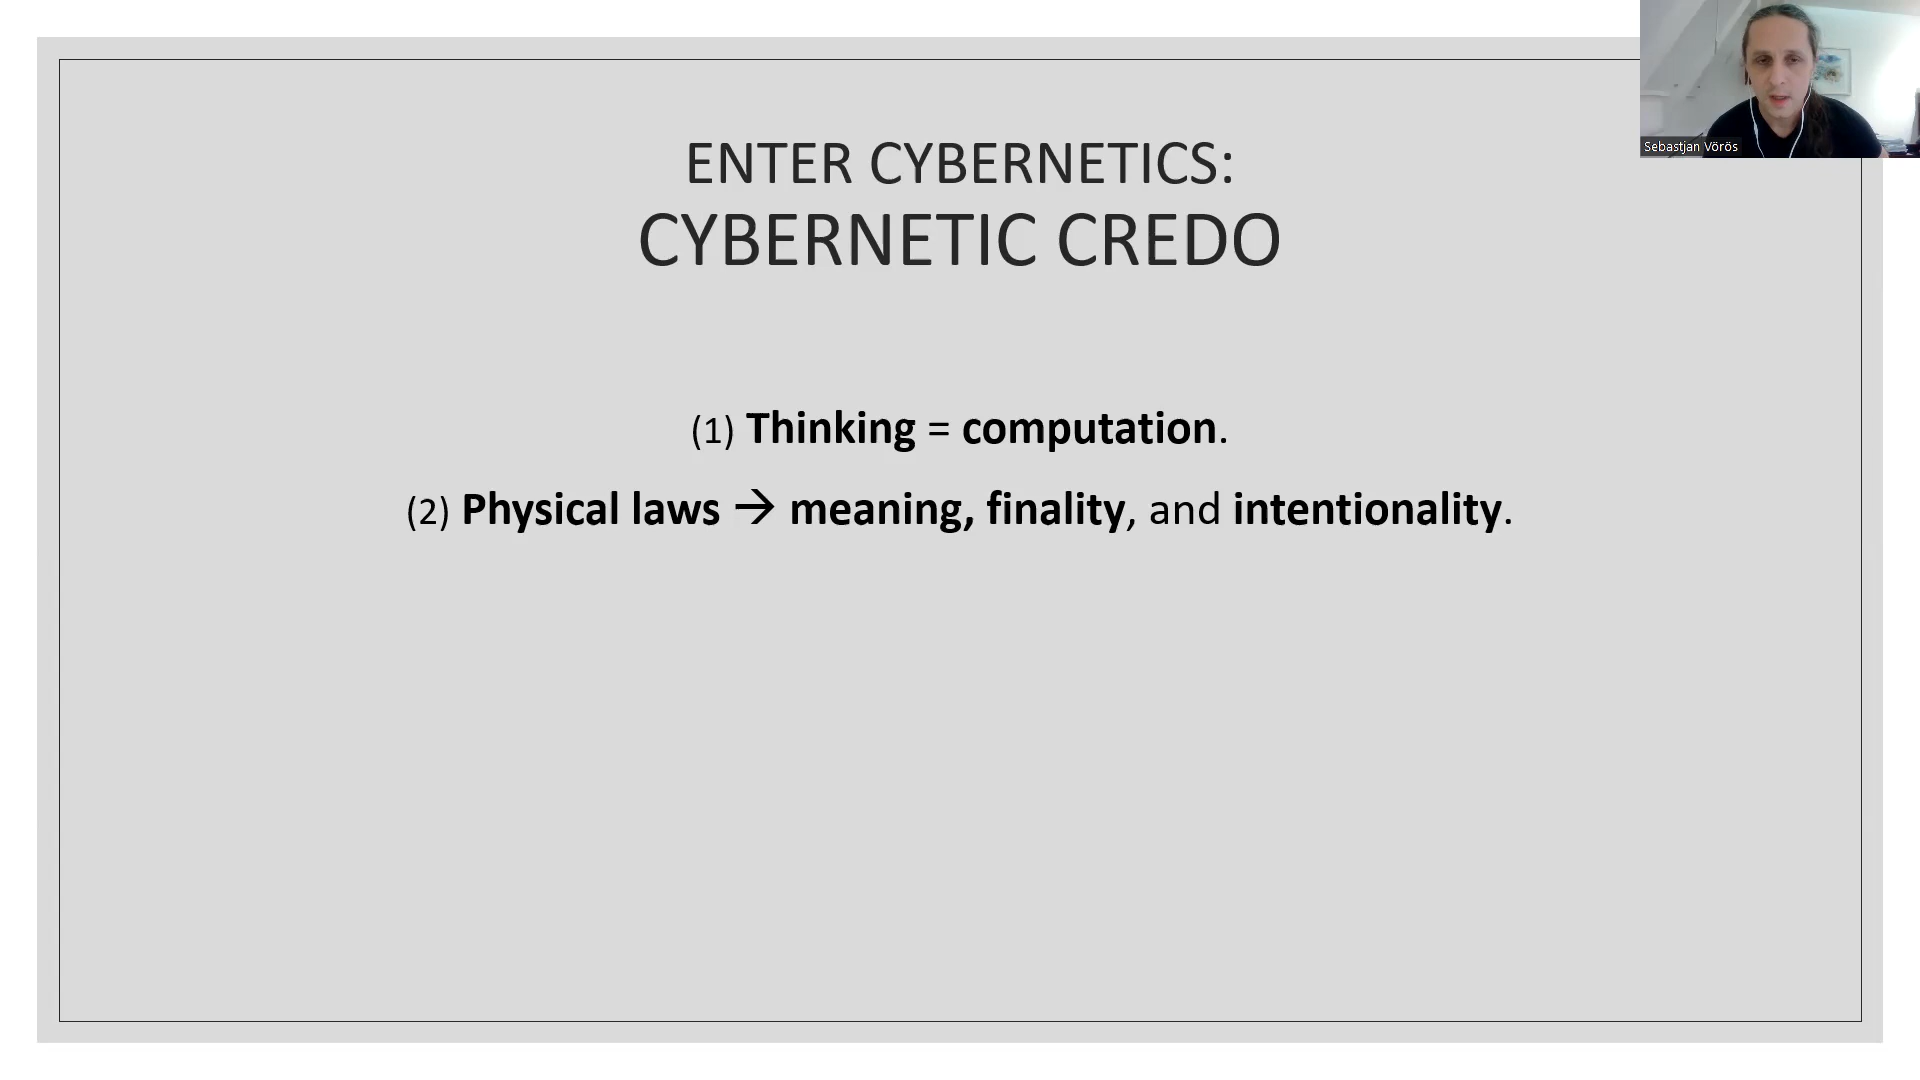 Sebastjan Vörös
ENTER CYBERNETICS:
CYBERNETIC CREDO
(1) Thinking = computation.
(2) Physical laws → meaning, finality, and intentionality.